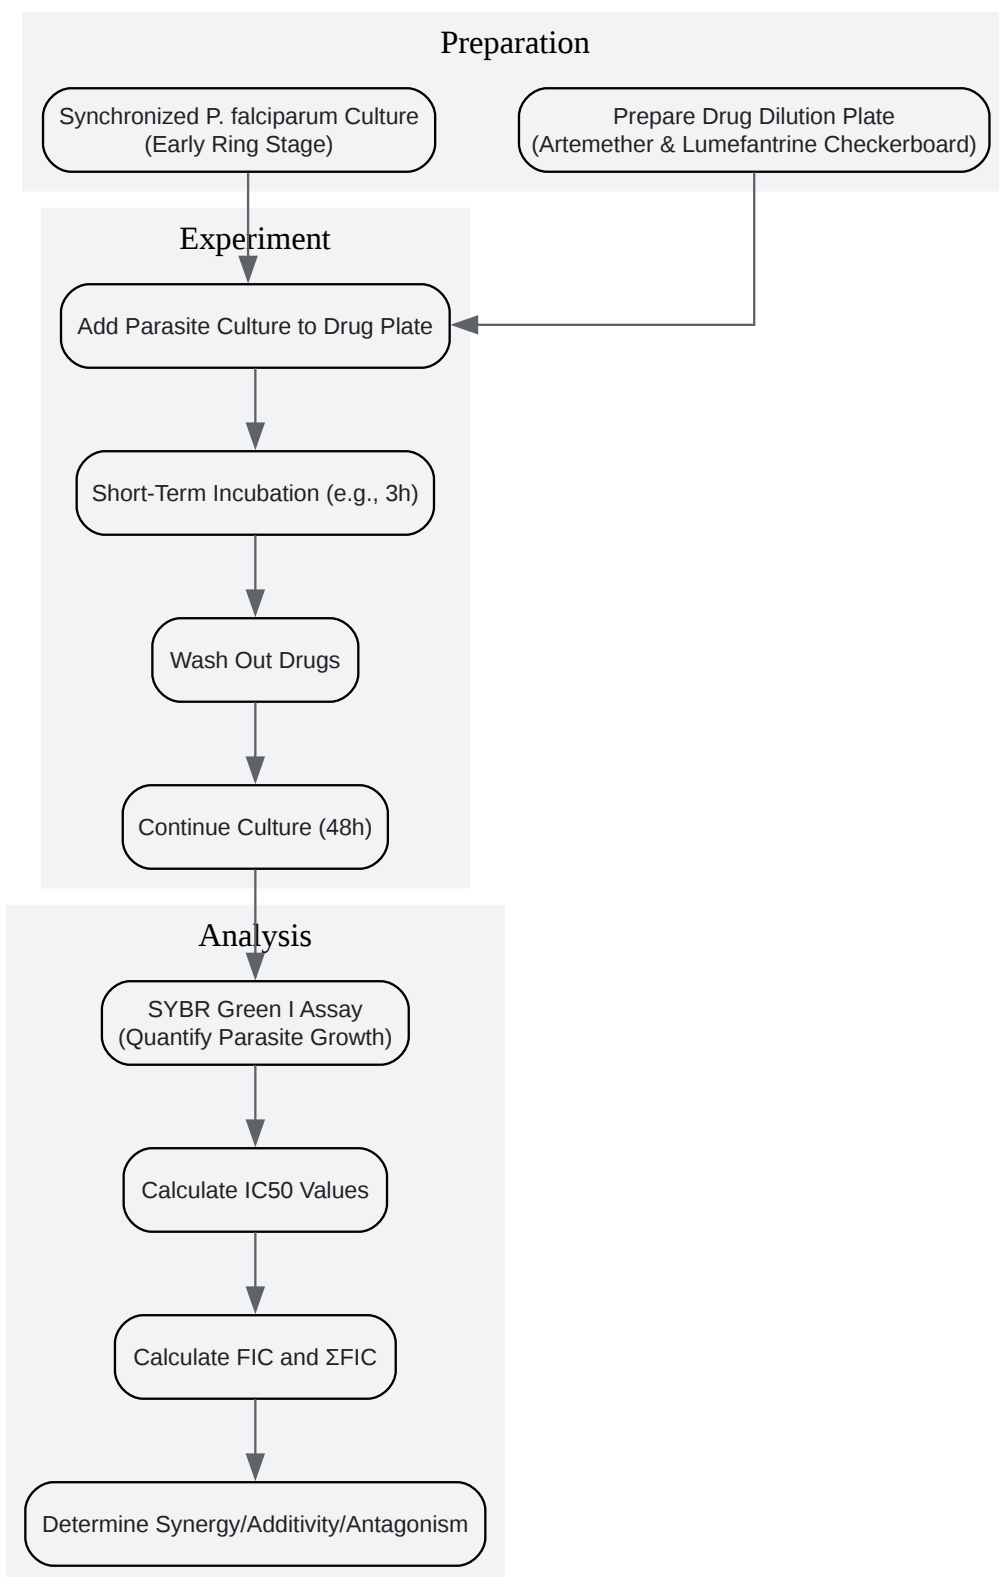 Preparation
Synchronized P. falciparum Culture
(Early Ring Stage)
Prepare Drug Dilution Plate
(Artemether & Lumefantrine Checkerboard)
Experiment
Add Parasite Culture to Drug Plate
Short-Term Incubation (e.g., 3h)
Wash Out Drugs
Continue Culture (48h)
Analysis
SYBR Green I Assay
(Quantify Parasite Growth)
Calculate IC50 Values
Calculate FIC and ΣFIC
Determine Synergy/Additivity/Antagonism